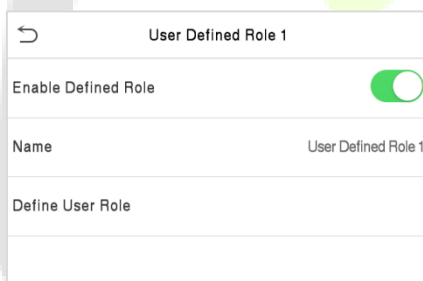 User Defined Role 1
Enable Defined Role
Name User Defined Role 1
Define User Role